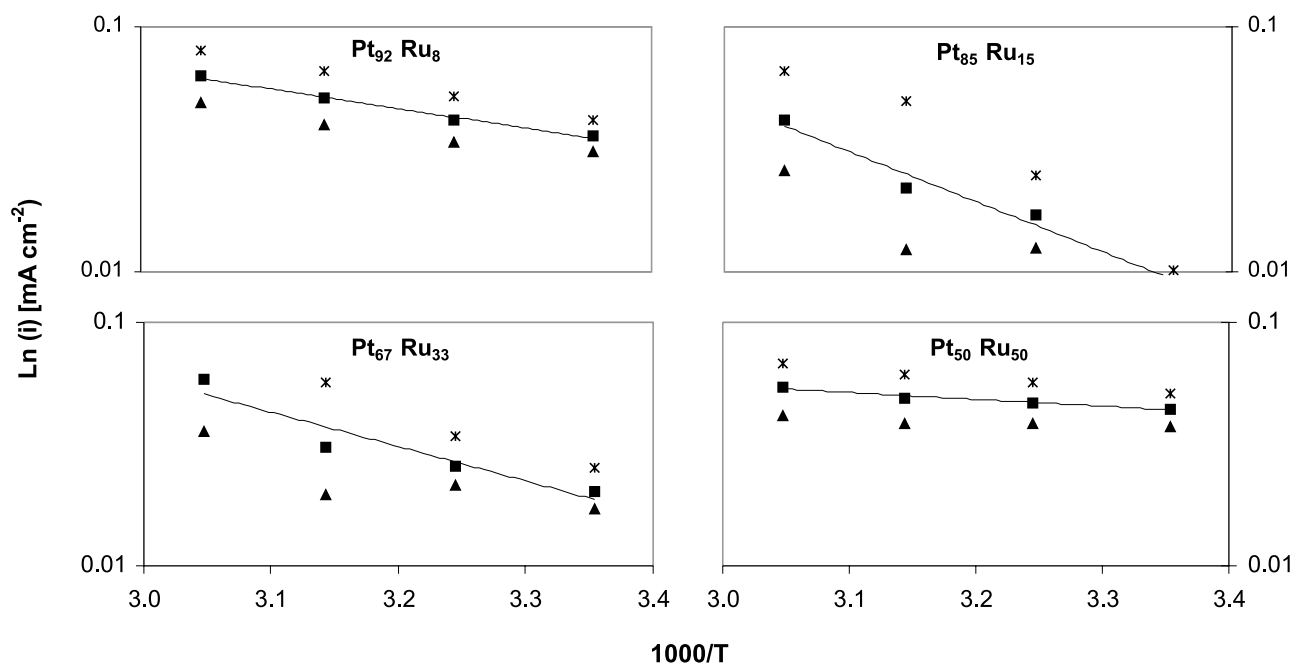 0.1
Pt₉₂ Ru₈
0.01
Pt₈₅ Ru₁₅
0.1
0.01
Ln (i) [mA cm⁻²]
0.1
Pt₆₇ Ru₃₃
0.01
3.0 3.1 3.2 3.3 3.4
Pt₅₀ Ru₅₀
0.1
0.01
3.0 3.1 3.2 3.3 3.4
1000/T